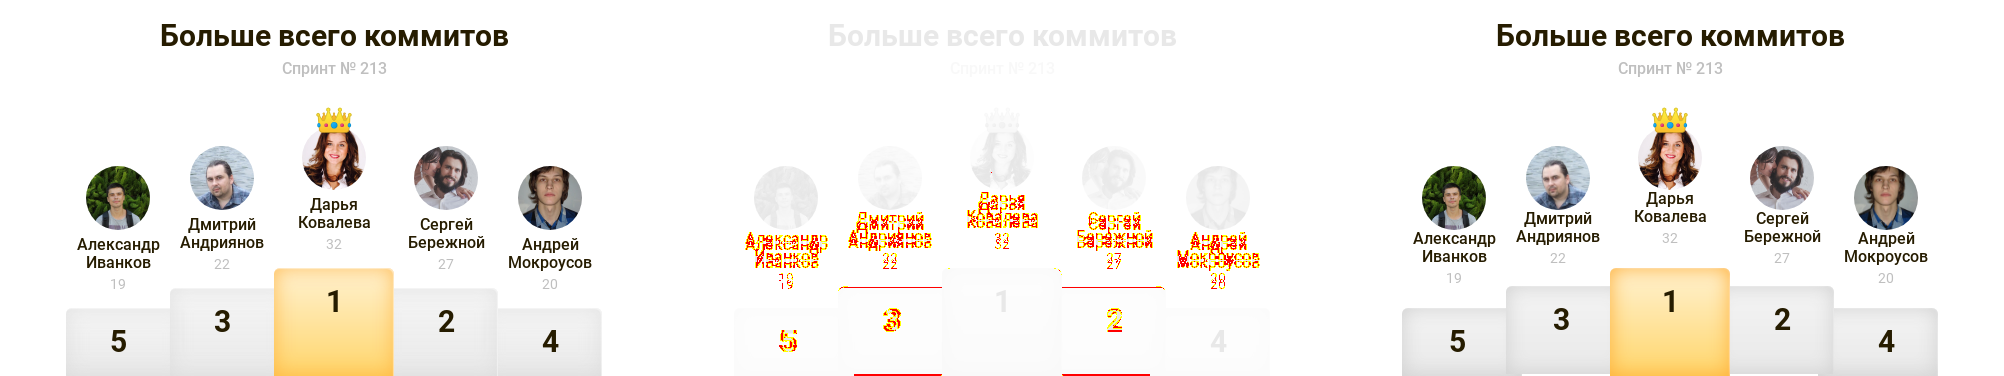 Больше всего коммитов
Спринт № 213
Александр
Иванков
19
Дмитрий
Андриянов
22
Дарья
Ковалева
32
Сергей
Бережной
27
Андрей
Мокроусов
20
5
3
1
2
4
Больше всего коммитов
Спринт № 213
Александр
Иванков
19
Дмитрий
Андриянов
22
Дарья
Ковалева
32
Сергей
Бережной
27
Андрей
Мокроусов
20
5
3
1
2
4
Больше всего коммитов
Спринт № 213
Александр
Иванков
19
Дмитрий
Андриянов
22
Дарья
Ковалева
32
Сергей
Бережной
27
Андрей
Мокроусов
20
5
3
1
2
4